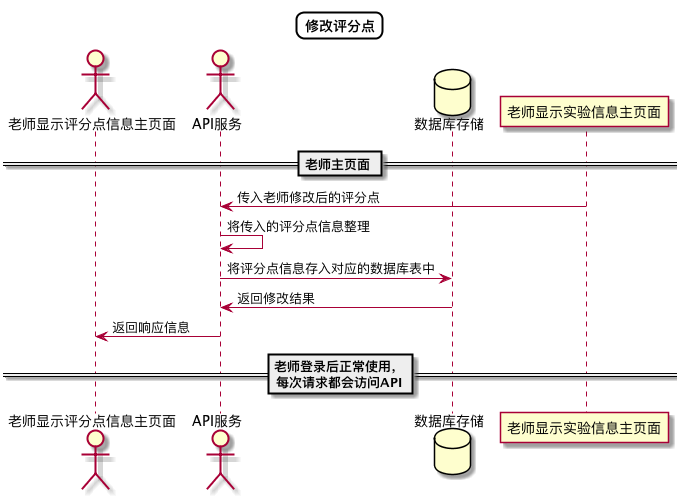 修改评分点
老师显示评分点信息主页面
API服务
数据库存储
老师显示实验信息主页面
老师主页面
传入老师修改后的评分点
将传入的评分点信息整理
将评分点信息存入对应的数据库表中
返回修改结果
返回响应信息
老师登录后正常使用，
每次请求都会访问API
老师显示评分点信息主页面
API服务
数据库存储
老师显示实验信息主页面